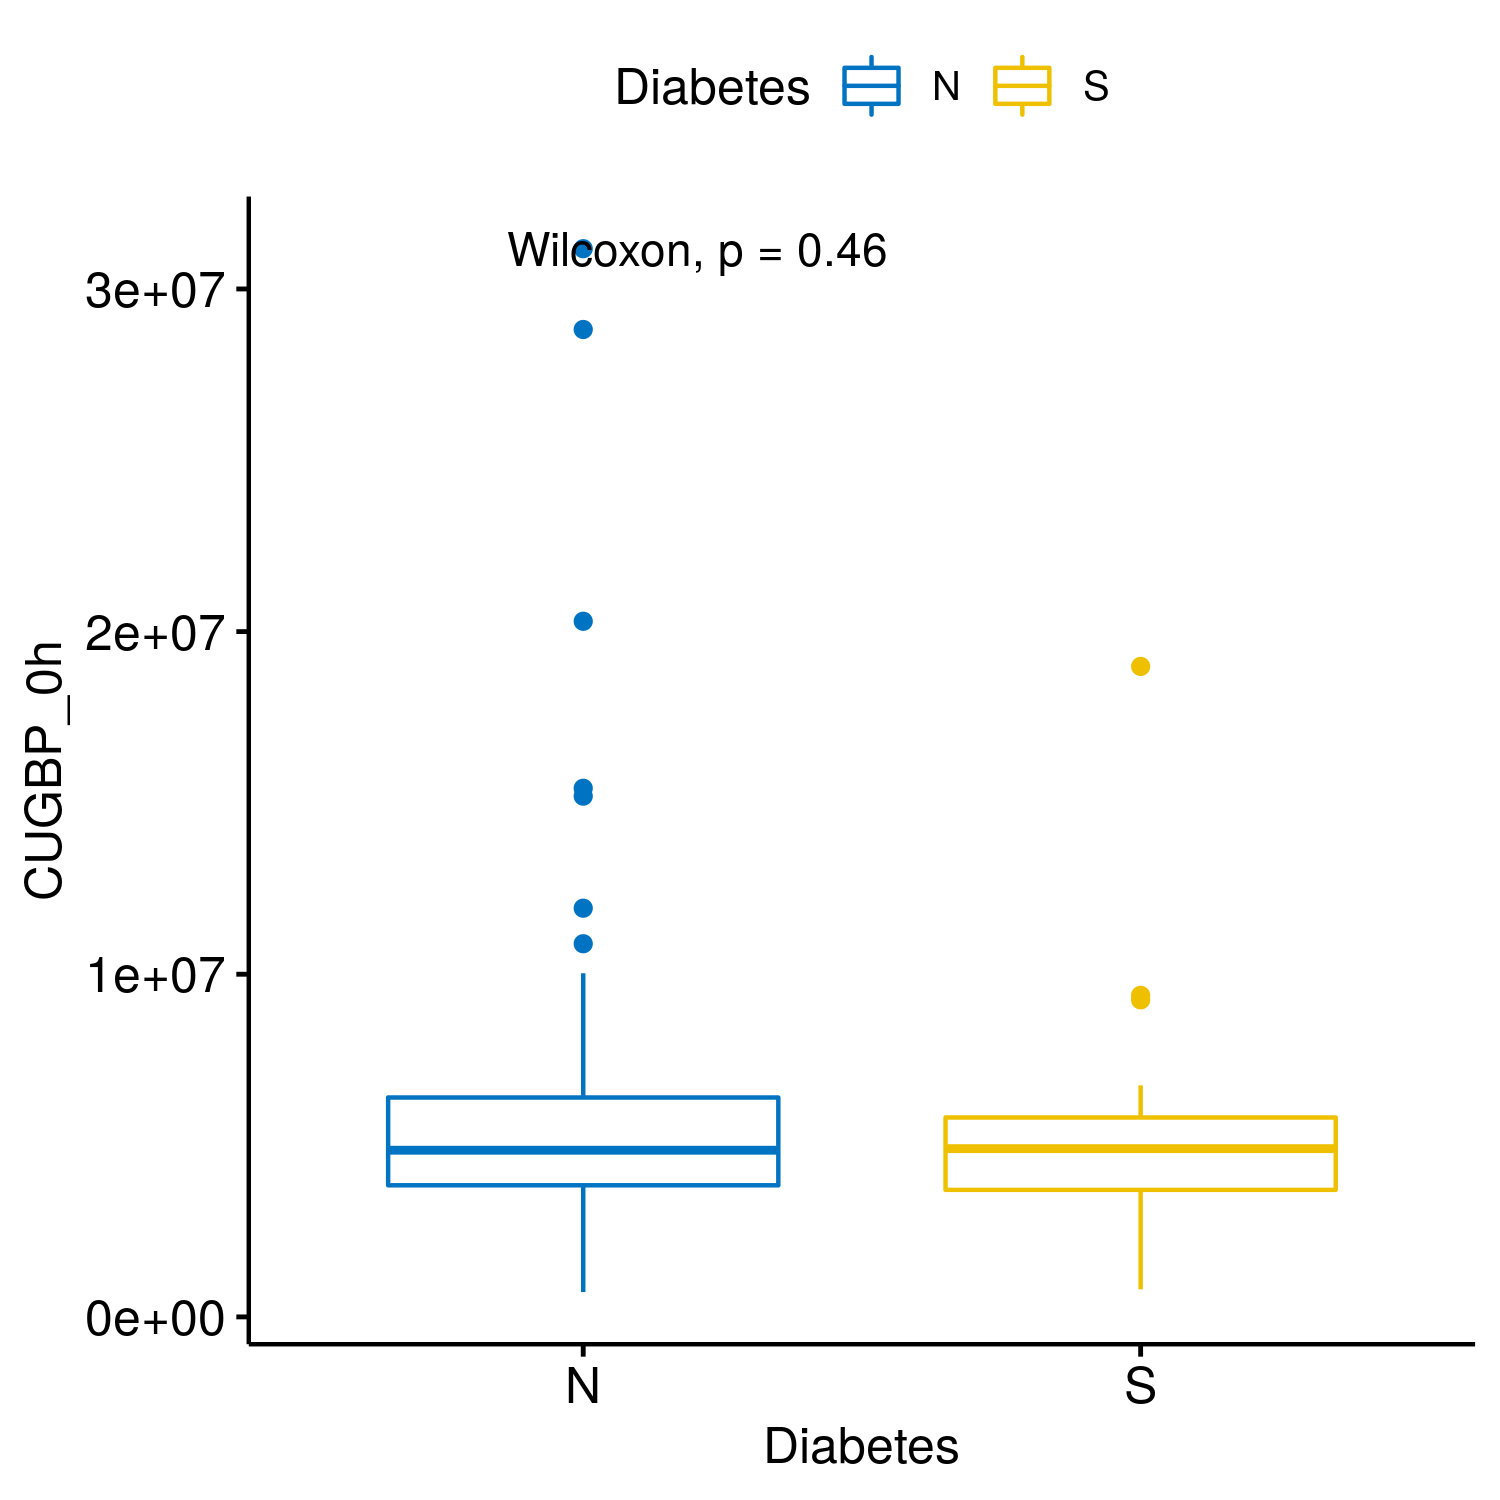 Diabetes N S
Wilcoxon, p = 0.46
3e+07
2e+07
1e+07
0e+00
CUGBP_0h
N S
Diabetes